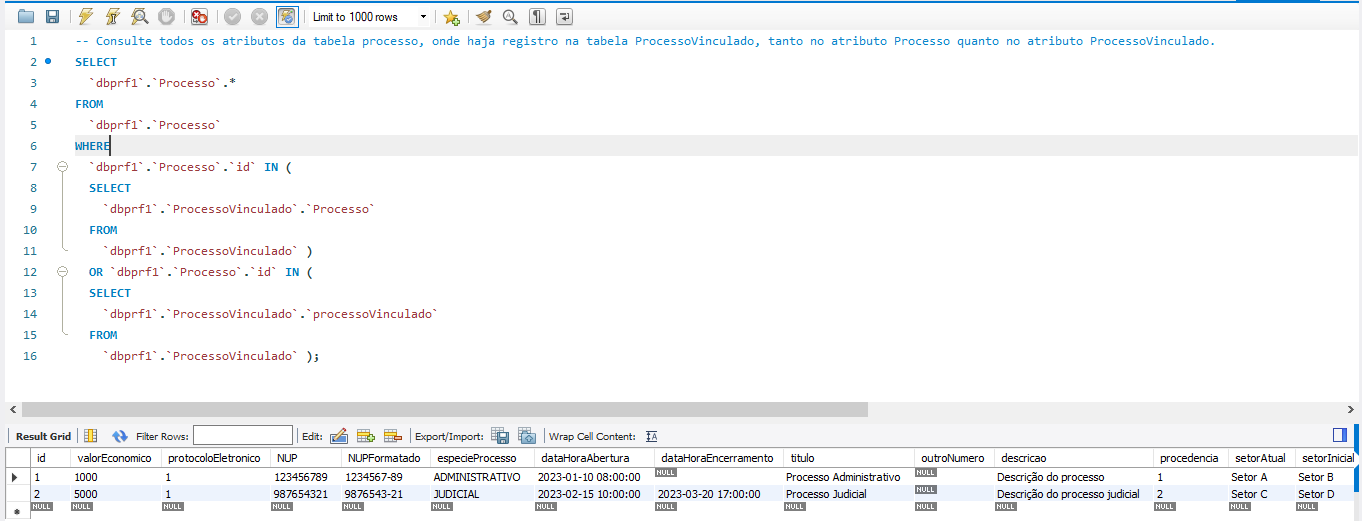 Limit to 1000 rows
1 -- Consulte todos os atributos da tabela processo, onde haja registro na tabela ProcessoVinculado, tanto no atributo Processo quanto no atributo ProcessoVinculado.
2 SELECT
3 `dbprf1`.`Processo`.*
4 FROM
5 `dbprf1`.`Processo`
6 WHERE
7 `dbprf1`.`Processo`.`id` IN (
8 SELECT
9 `dbprf1`.`ProcessoVinculado`.`Processo`
10 FROM
11 `dbprf1`.`ProcessoVinculado` )
12 OR `dbprf1`.`Processo`.`id` IN (
13 SELECT
14 `dbprf1`.`ProcessoVinculado`.`processoVinculado`
15 FROM
16 `dbprf1`.`ProcessoVinculado` );
Result Grid Filter Rows: Edit: Export/Import: Wrap Cell Content:
id valorEconomico protocoloEletronico NUP NUPFormatado especieProcesso dataHoraAbertura dataHoraEncerramento titulo outroNumero descricao procedencia setorAtual setorInicial
1 1000 1 123456789 1234567-89 ADMINISTRATIVO 2023-01-10 08:00:00 NULL Processo Administrativo NULL Descrição do processo 1 Setor A Setor B
2 5000 1 987654321 9876543-21 JUDICIAL 2023-02-15 10:00:00 2023-03-20 17:00:00 Processo Judicial NULL Descrição do processo judicial 2 Setor C Setor D
NULL NULL NULL NULL NULL NULL NULL NULL NULL NULL NULL NULL NULL NULL